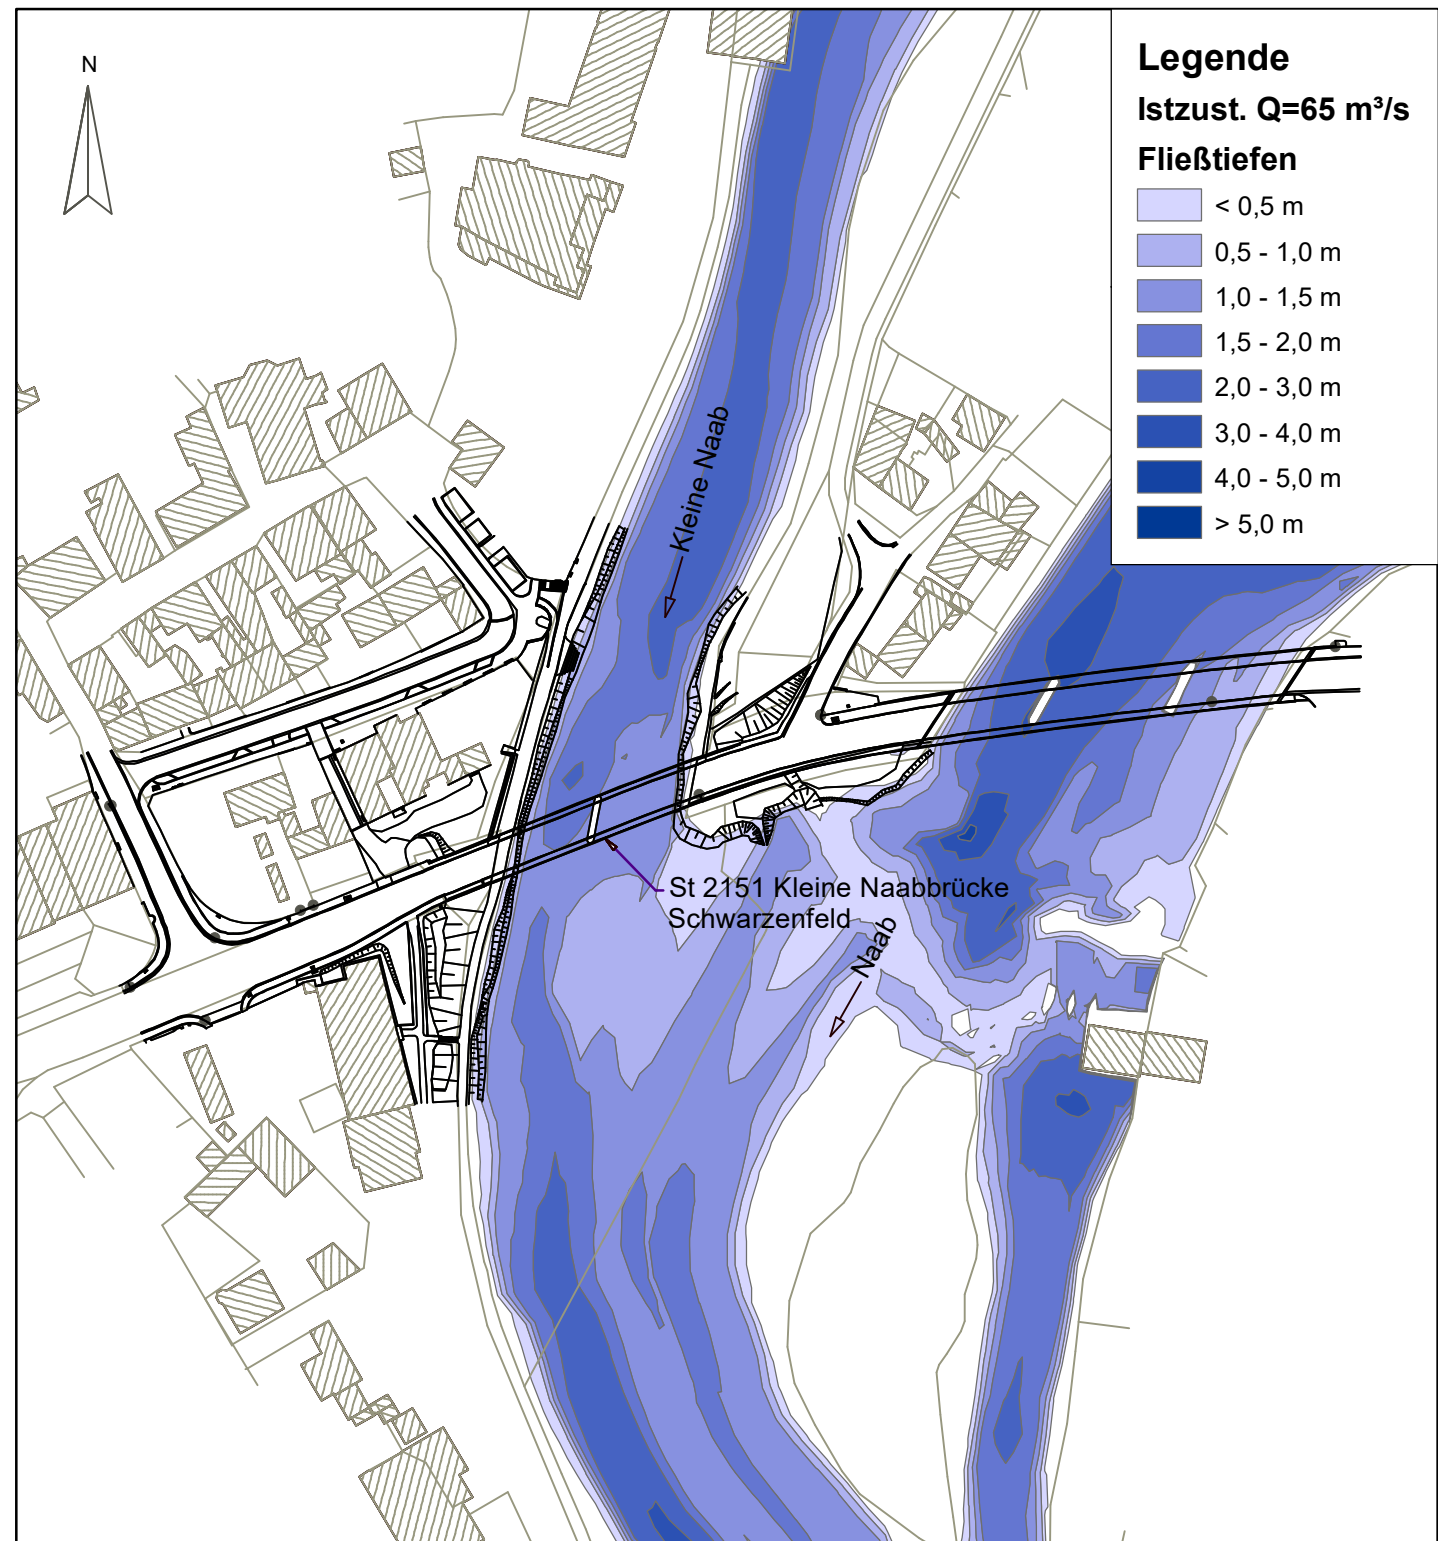 N
Legende
Istzust. Q=65 m³/s
Fließtiefen
< 0,5 m
0,5 - 1,0 m
1,0 - 1,5 m
1,5 - 2,0 m
2,0 - 3,0 m
3,0 - 4,0 m
4,0 - 5,0 m
> 5,0 m
Kleine Naab
St 2151 Kleine Naabbrücke
Schwarzenfeld
Naab